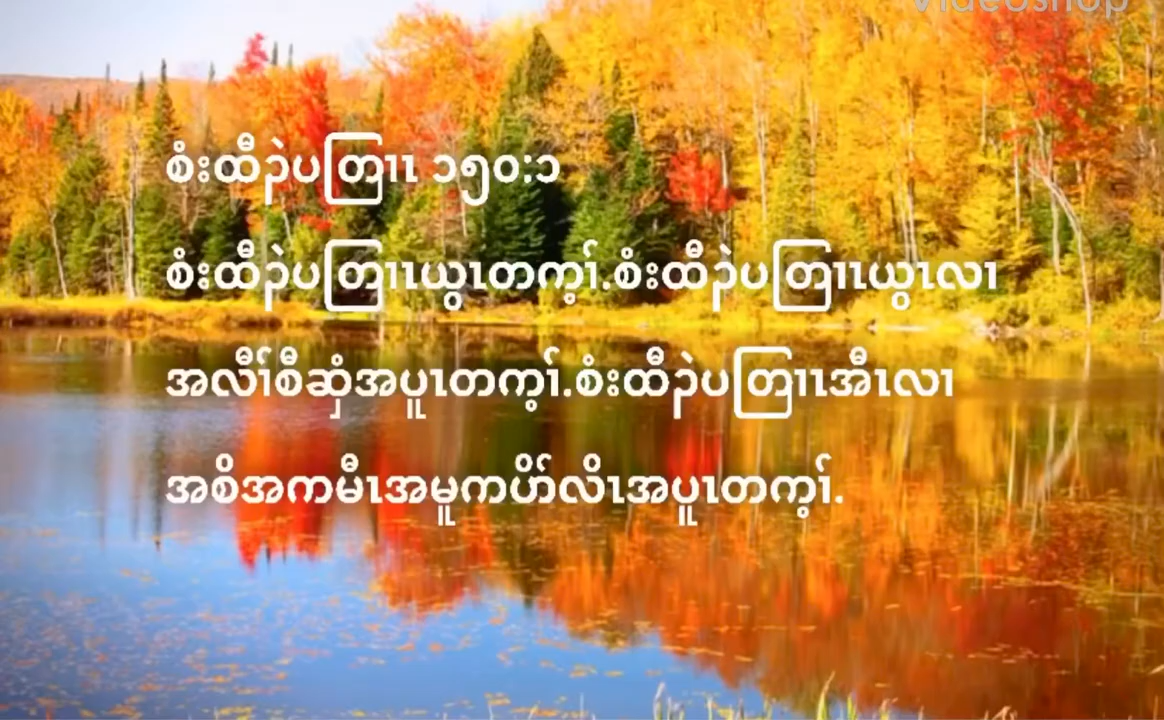 Videoshop
စံးထီၣ်ပတြၢၤ ၁၅၀:၁
စံးထီၣ်ပတြၢၤယွၤတက့ၢ်.စံးထီၣ်ပတြၢၤယွၤလၢ
အလီၢ်စီဆှံအပူၤတက့ၢ်.စံးထီၣ်ပတြၢၤအီၤလၢ
အစိအကမီၤအမူကပိာ်လိၤအပူၤတက့ၢ်.